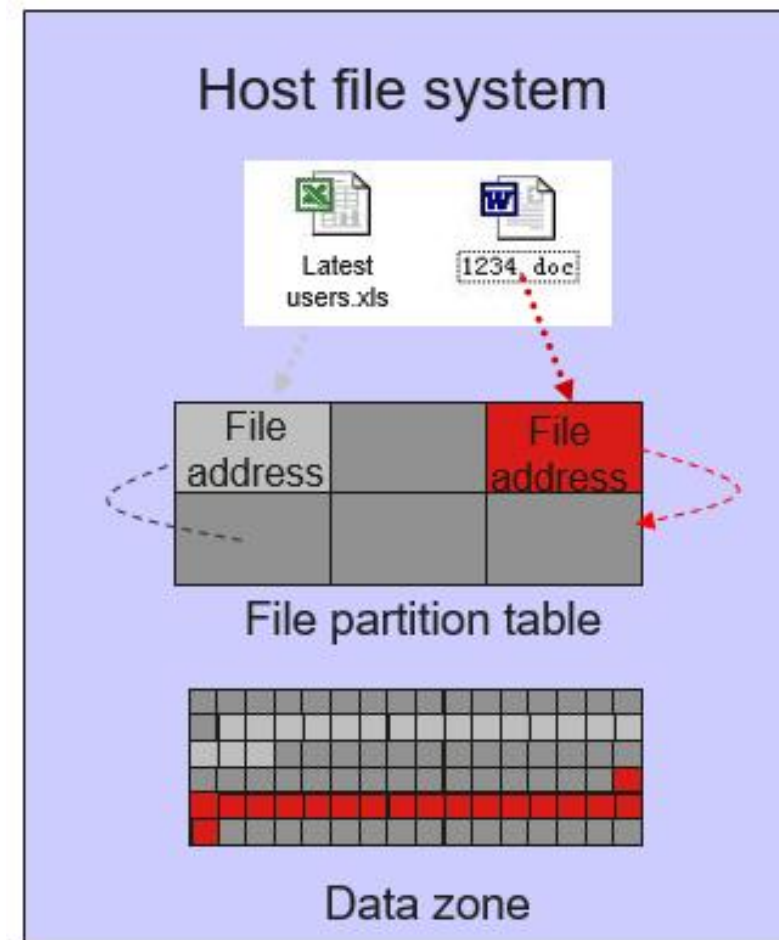 Host file system
Latest
users.xls
1234.doc
File
address
File
address
File partition table
Data zone